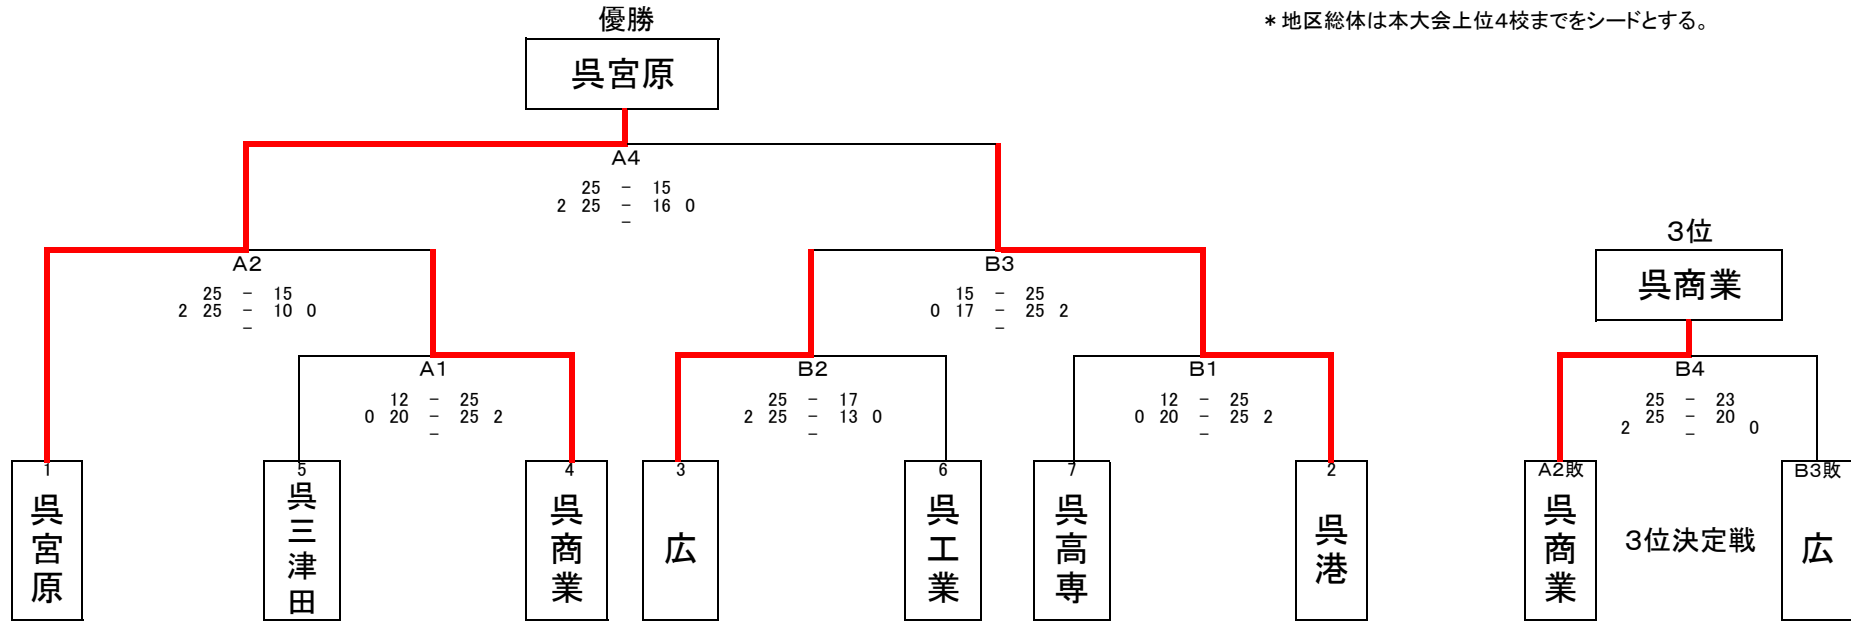 優勝
＊地区総体は本大会上位4校までをシードとする。
呉宮原
A4
25 － 15
2 25 － 16 0
－
3位
呉商業
A2
25 － 15
2 25 － 10 0
－
B3
15 － 25
0 17 － 25 2
－
A1
12 － 25
0 20 － 25 2
－
B2
25 － 17
2 25 － 13 0
－
B1
12 － 25
0 20 － 25 2
－
B4
25 － 23
25 － 20
2 － 0
1
呉宮原
5
呉三津田
4
呉商業
3
広
6
呉工業
7
呉高専
2
呉港
A2敗
呉商業
3位決定戦
B3敗
広